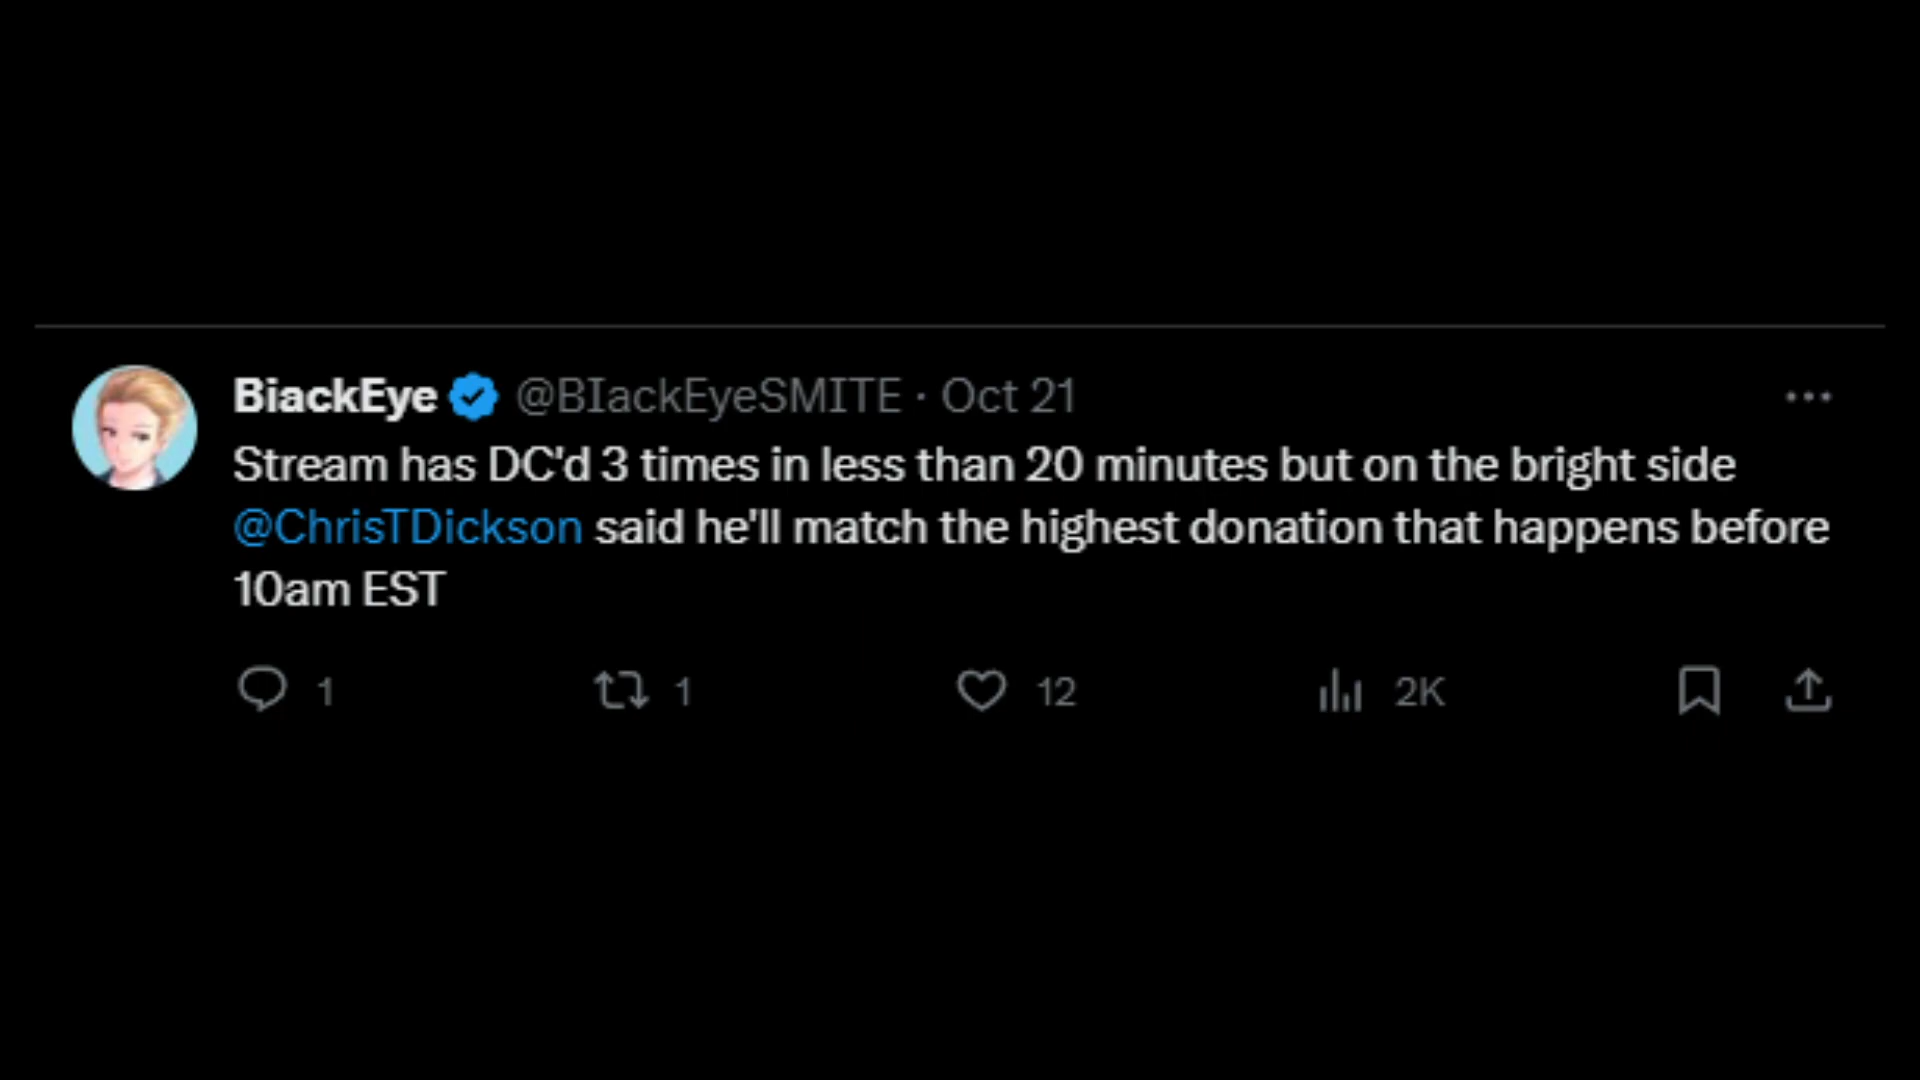 BiackEye @BIackEyeSMITE · Oct 21
Stream has DC'd 3 times in less than 20 minutes but on the bright side
@ChrisTDickson said he'll match the highest donation that happens before
10am EST
1 1 12 2K